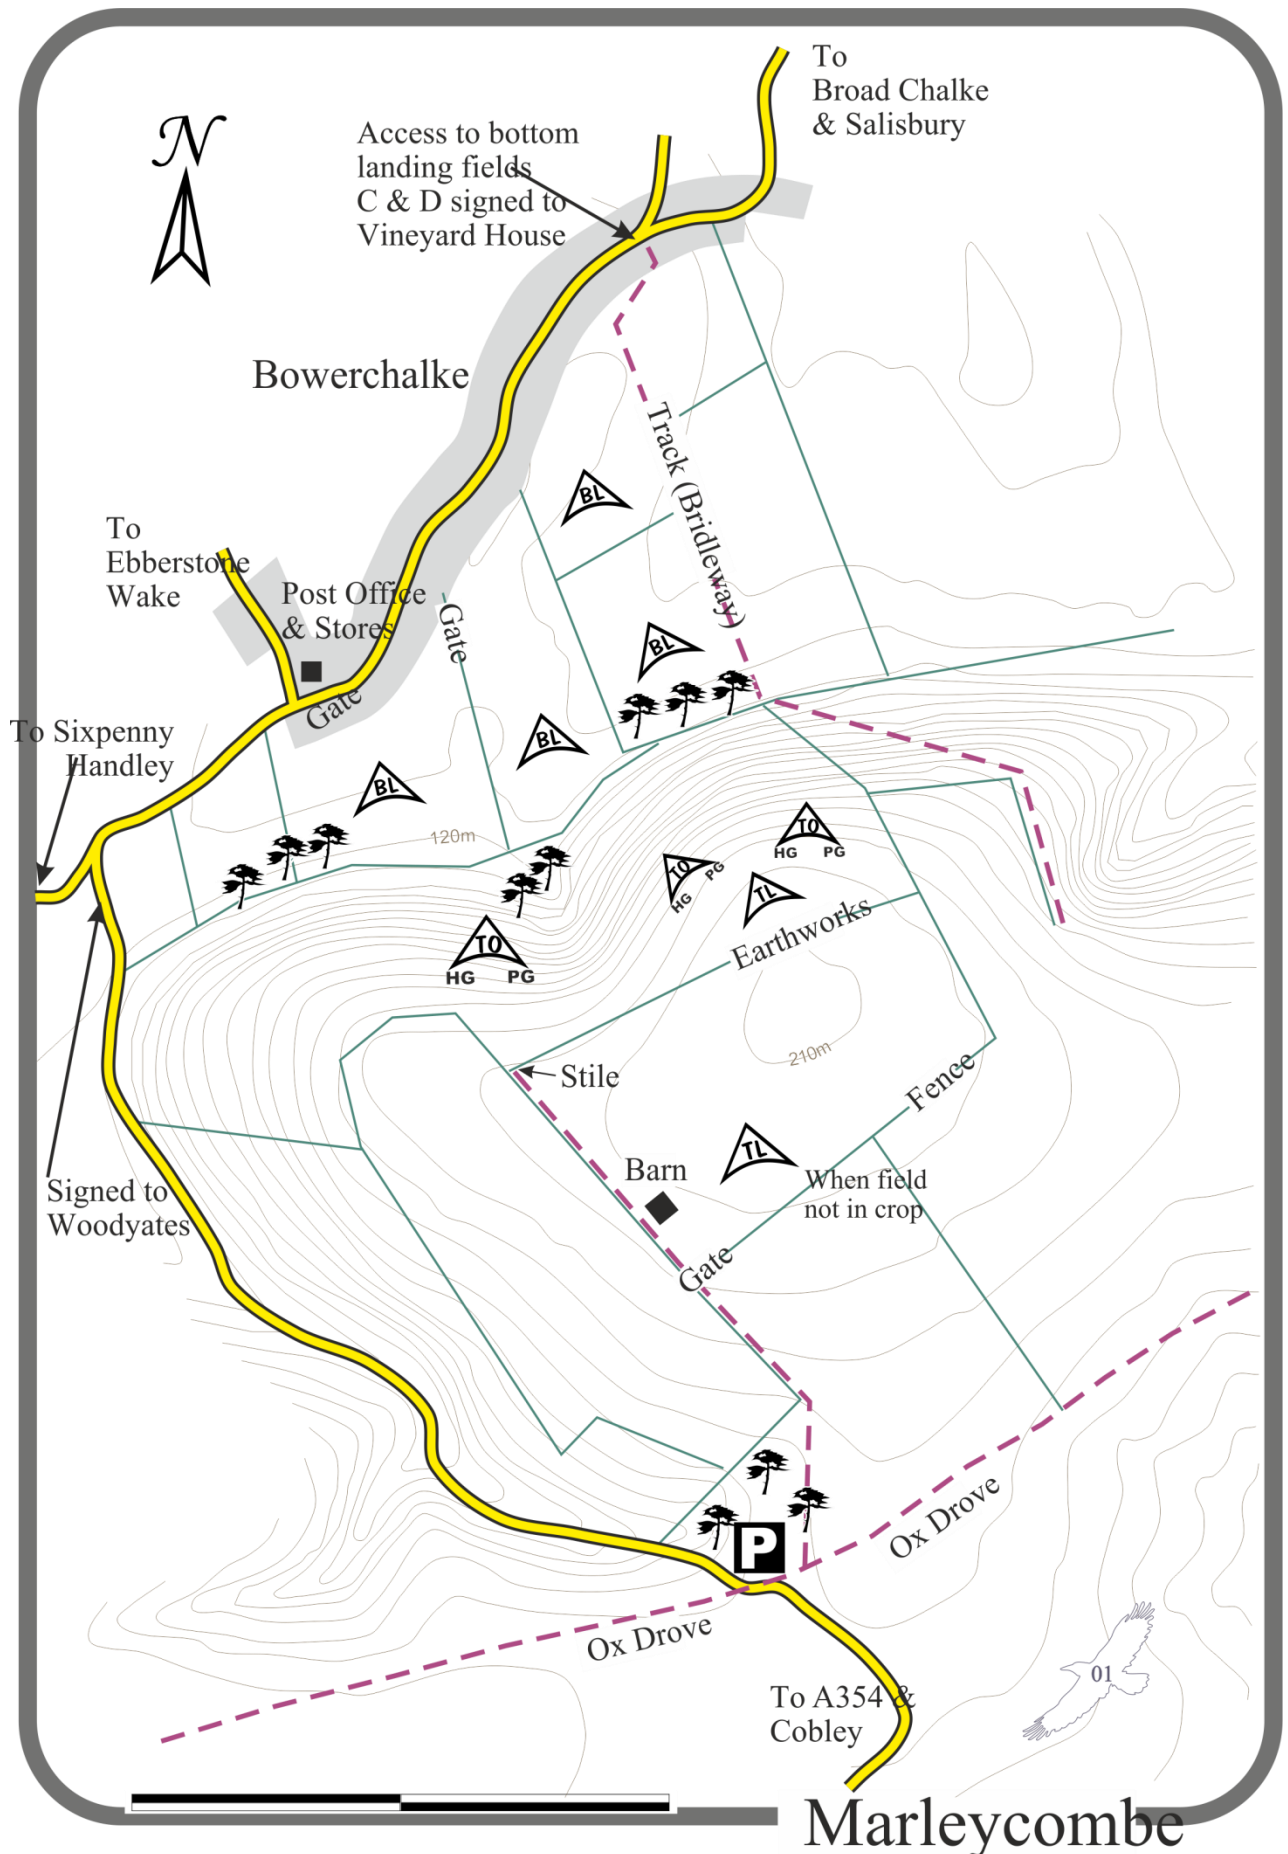 To
Broad Chalke
& Salisbury
N
Access to bottom
landing fields
C & D signed to
Vineyard House
Bowerchalke
Track (Bridleway)
BL
To
Ebberstone
Wake
Post Office
& Stores
Gate
BL
Gate
To Sixpenny
Handley
BL
BL
120m
TO
HG PG
TO
HG PG
TL
Earthworks
TO
HG PG
210m
Stile
Fence
TL
Barn
When field
not in crop
Signed to
Woodyates
Gate
P
Ox Drove
Ox Drove
01
To A354 &
Cobley
Marleycombe